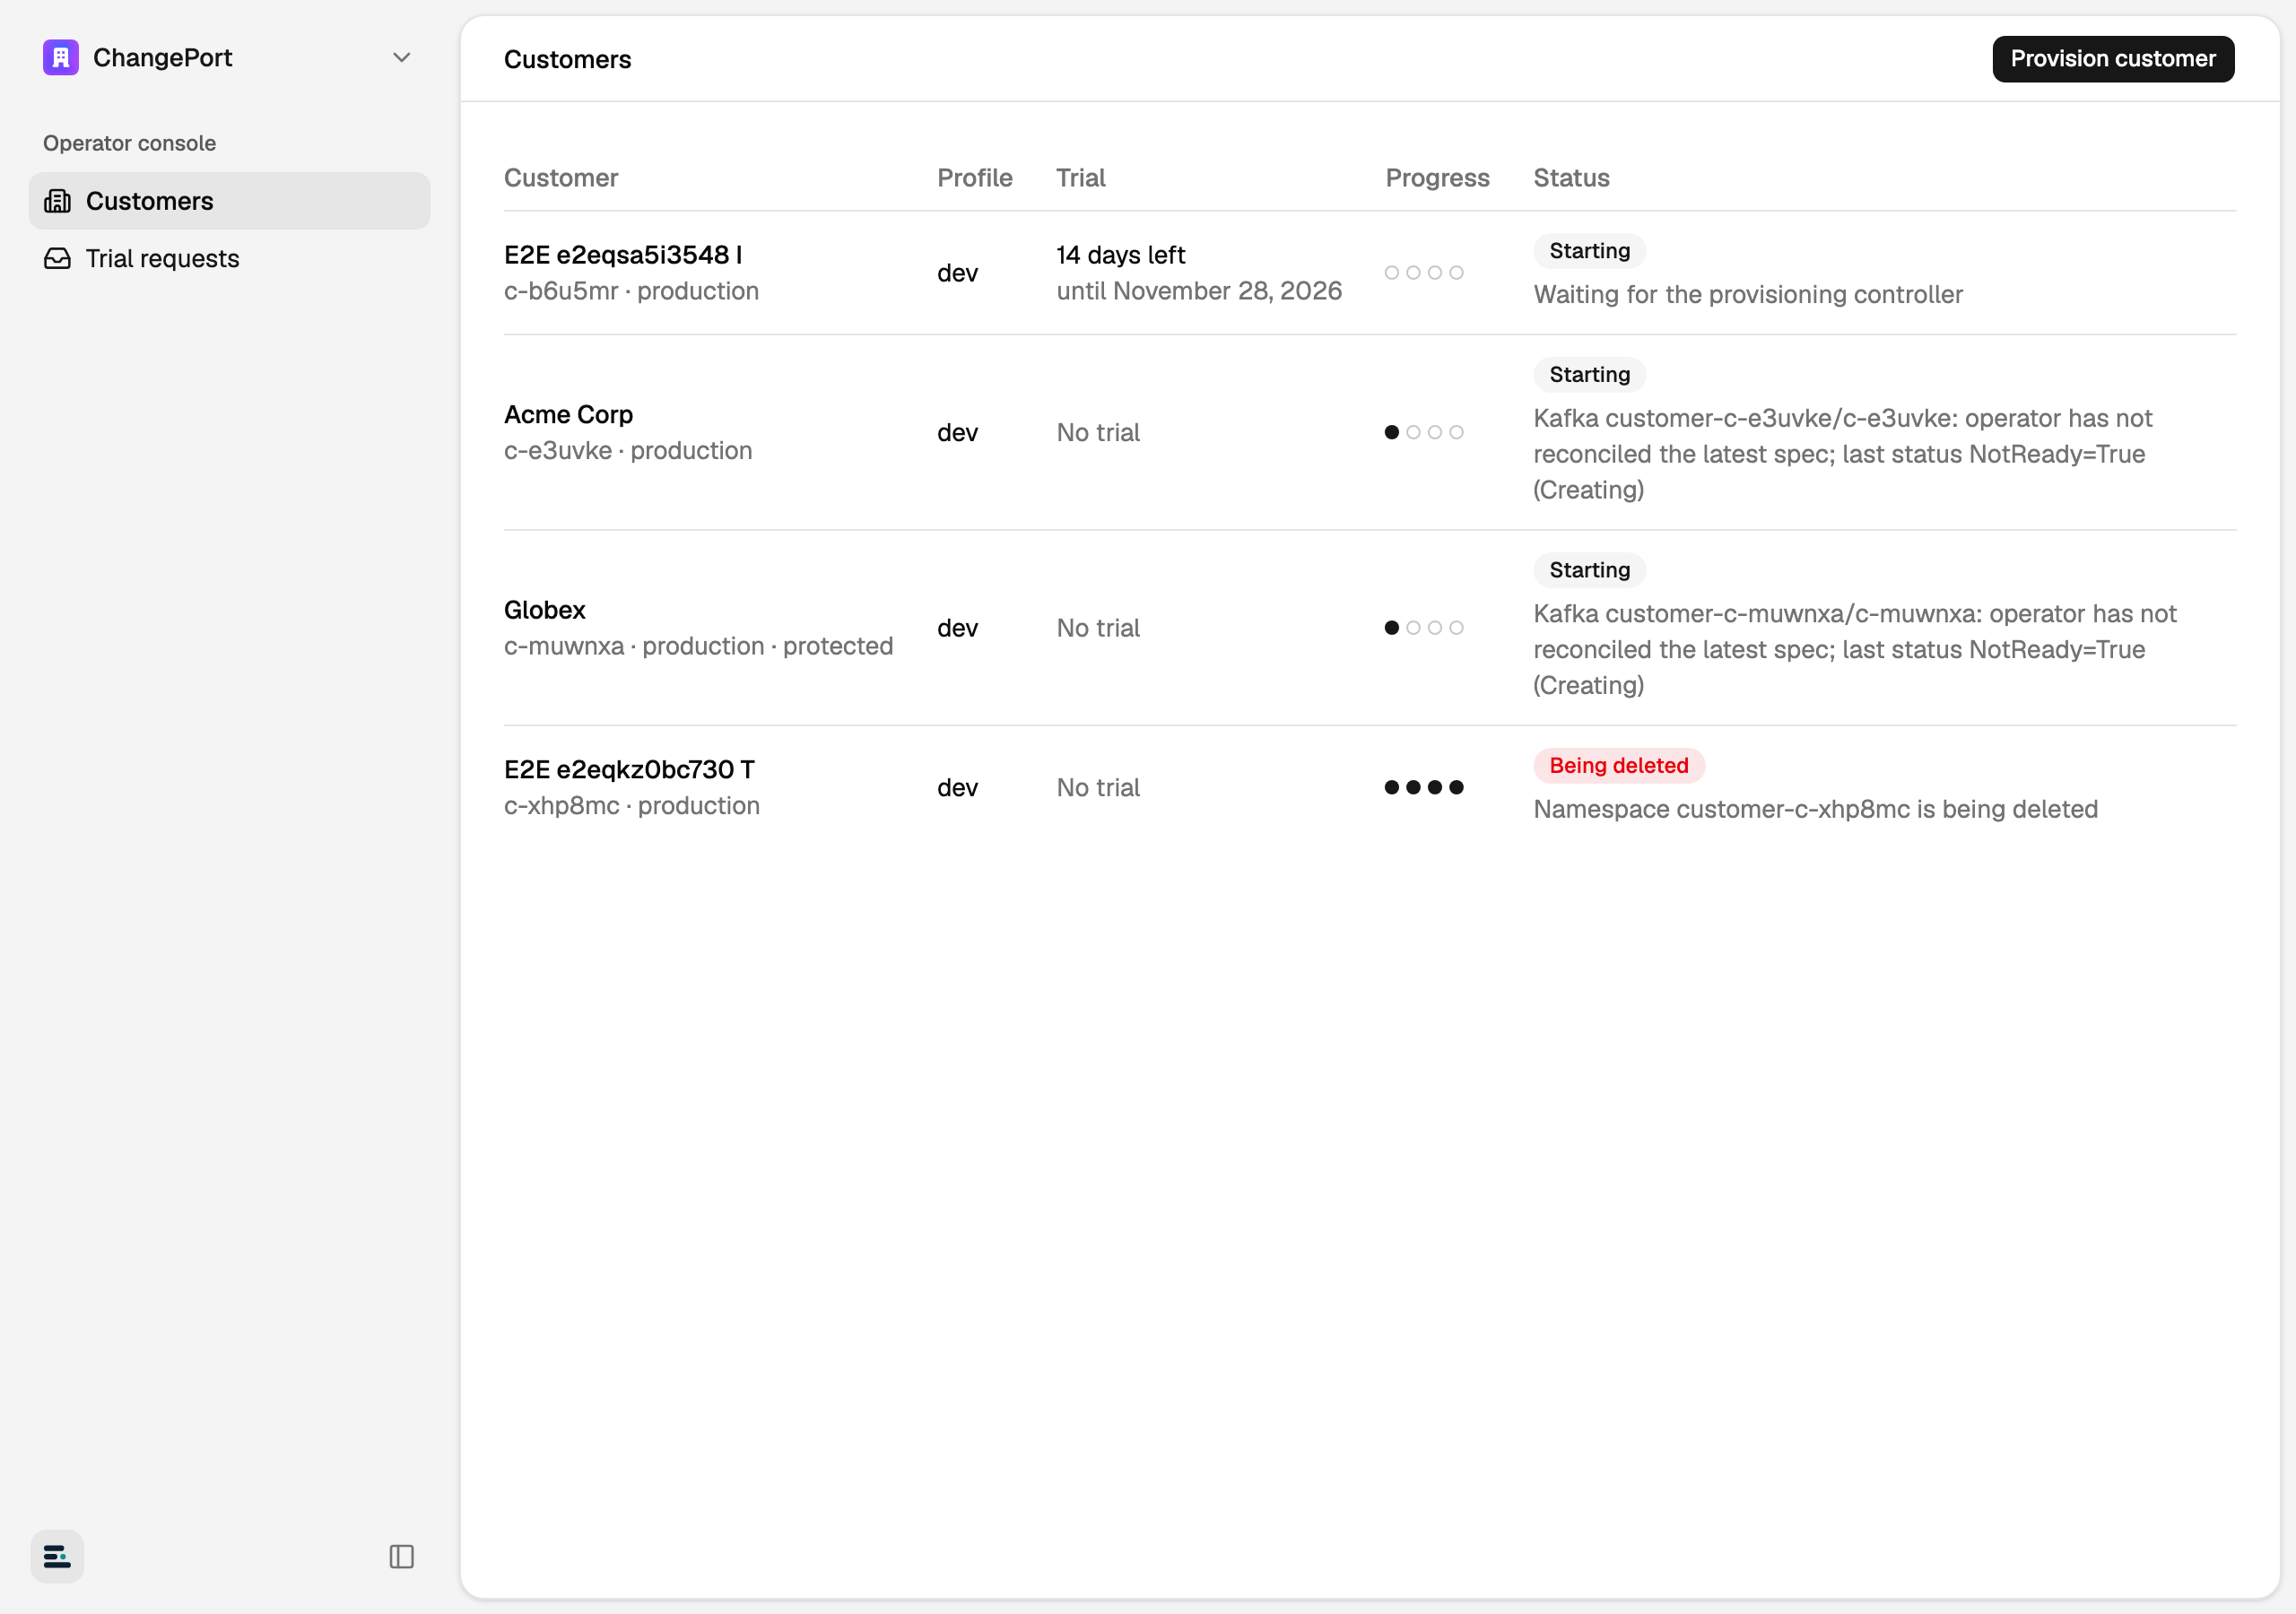 ChangePort
Operator console
Customers
Trial requests
Customers
Provision customer
Customer
Profile
Trial
Progress
Status
E2E e2eqsa5i3548 I
c-b6u5mr · production
dev
14 days left
until November 28, 2026
Starting
Waiting for the provisioning controller
Acme Corp
c-e3uvke · production
dev
No trial
Starting
Kafka customer-c-e3uvke/c-e3uvke: operator has not
reconciled the latest spec; last status NotReady=True
(Creating)
Globex
c-muwnxa · production · protected
dev
No trial
Starting
Kafka customer-c-muwnxa/c-muwnxa: operator has not
reconciled the latest spec; last status NotReady=True
(Creating)
E2E e2eqkz0bc730 T
c-xhp8mc · production
dev
No trial
Being deleted
Namespace customer-c-xhp8mc is being deleted